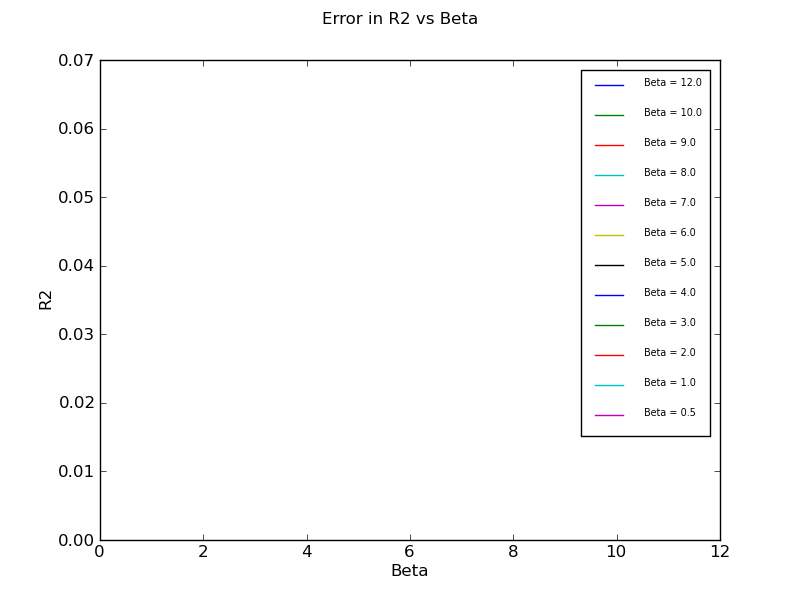 Error in R2 vs Beta
0.07
0.06
0.05
0.04
0.03
0.02
0.01
0.00
R2
0 2 4 6 8 10 12
Beta
Beta = 12.0
Beta = 10.0
Beta = 9.0
Beta = 8.0
Beta = 7.0
Beta = 6.0
Beta = 5.0
Beta = 4.0
Beta = 3.0
Beta = 2.0
Beta = 1.0
Beta = 0.5